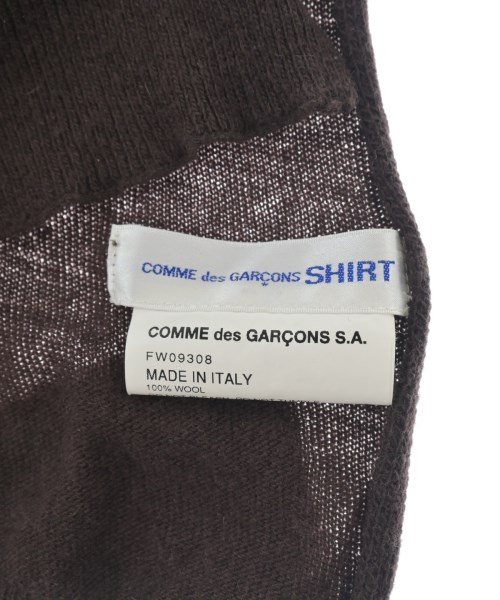 COMME des GARÇONS SHIRT
COMME des GARÇONS S.A.
FW09308
MADE IN ITALY
100% WOOL